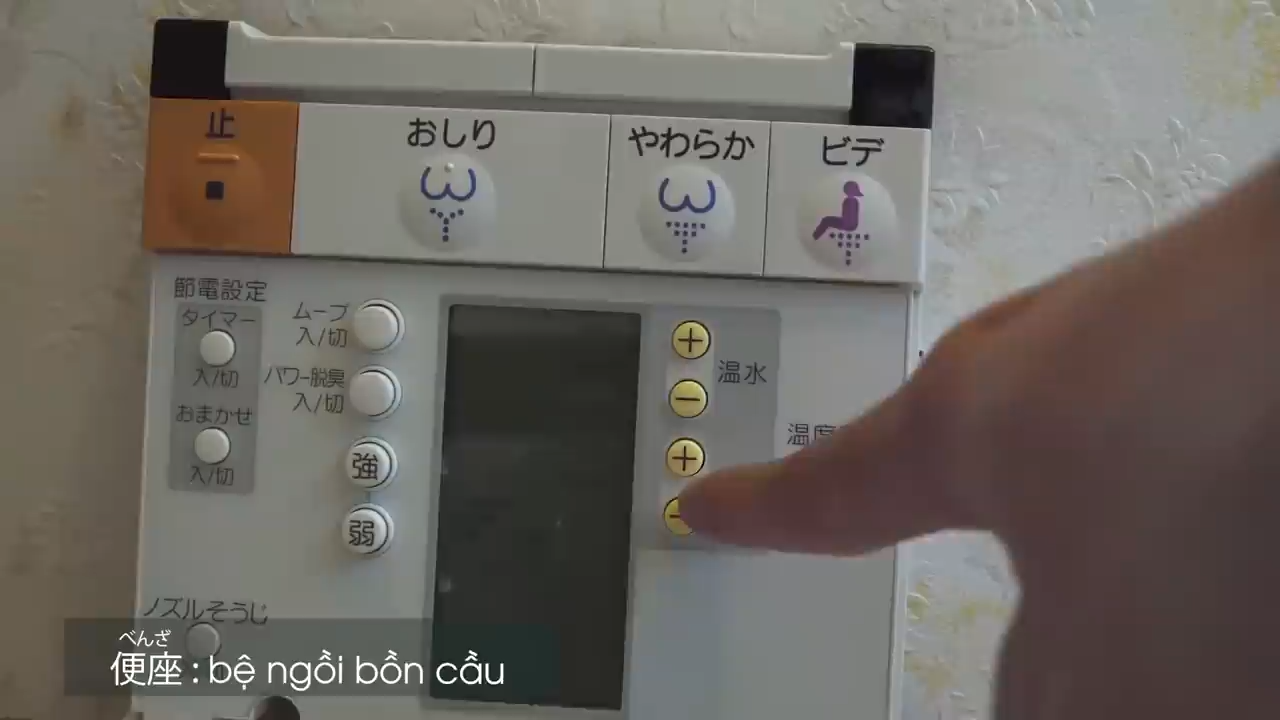 止
おしり
やわらか
ビデ
節電設定
タイマー
入/切
おまかせ
入/切
ムーブ
入/切
パワー脱臭
入/切
強
弱
温水
温度
ノズルそうじ
べんざ
便座 : bệ ngồi bồn cầu